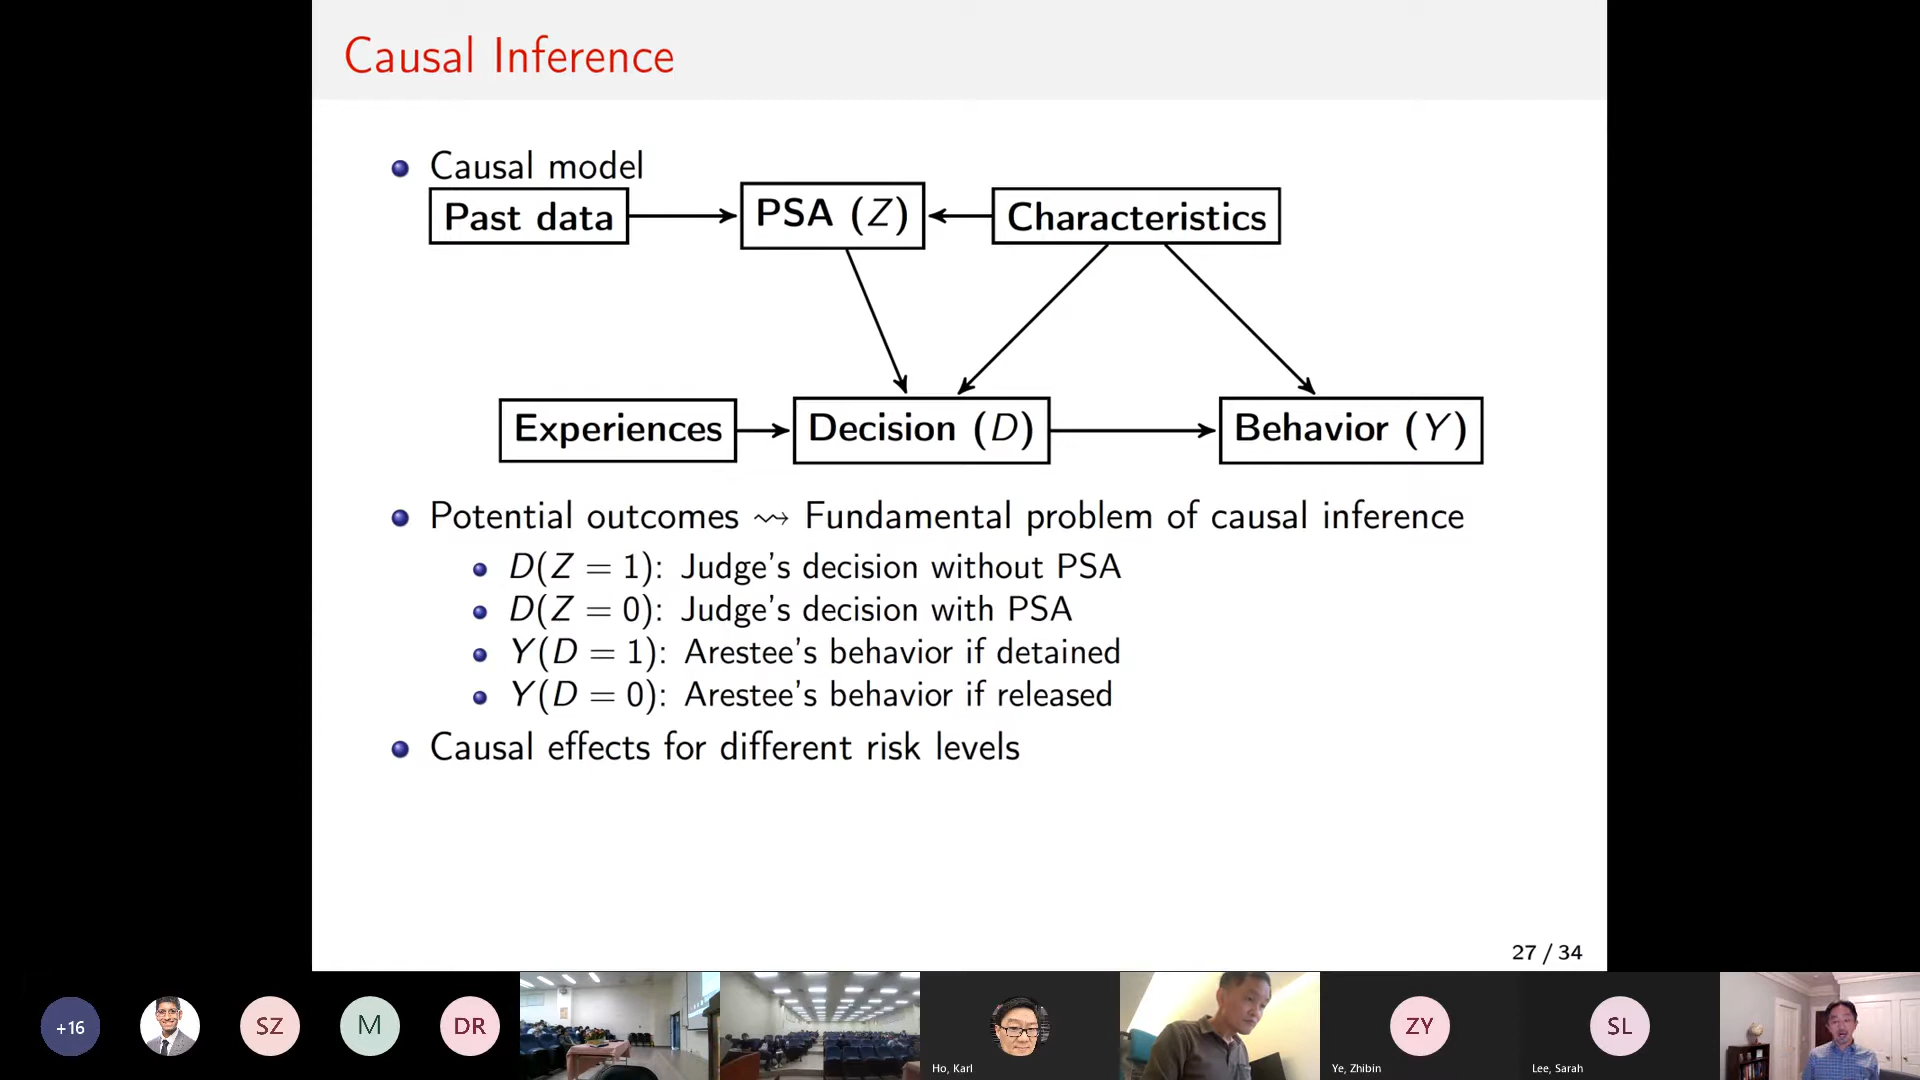 Causal Inference
Causal model
Past data
PSA (Z)
Characteristics
Experiences
Decision (D)
Behavior (Y)
Potential outcomes ⇝ Fundamental problem of causal inference
D(Z = 1): Judge's decision without PSA
D(Z = 0): Judge's decision with PSA
Y(D = 1): Arestee's behavior if detained
Y(D = 0): Arestee's behavior if released
Causal effects for different risk levels
27 / 34
+16
SZ
M
DR
Ho, Karl
ZY
Ye, Zhibin
SL
Lee, Sarah